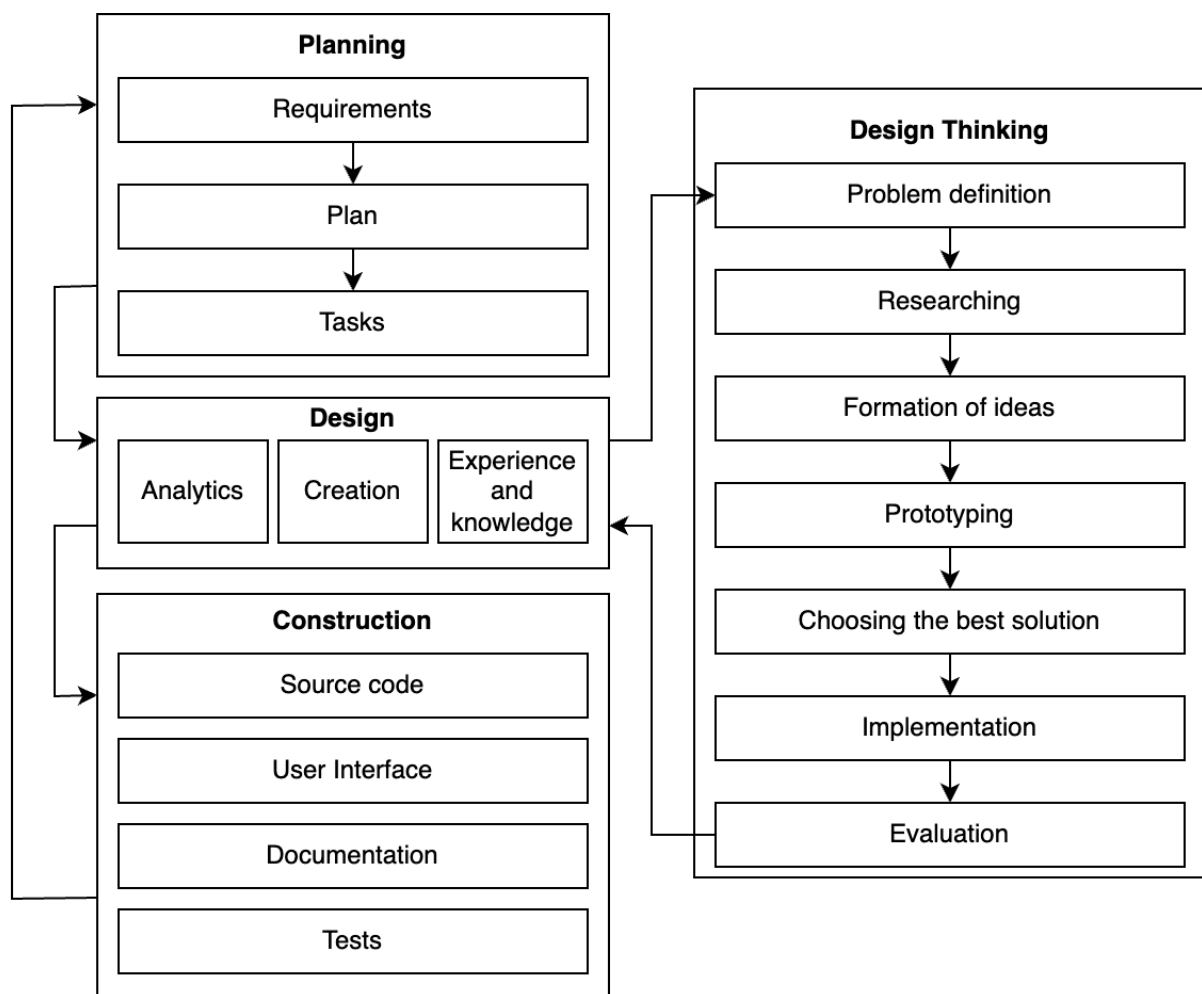 Planning
Requirements
Plan
Tasks
Design
Analytics
Creation
Experience
and
knowledge
Construction
Source code
User Interface
Documentation
Tests
Design Thinking
Problem definition
Researching
Formation of ideas
Prototyping
Choosing the best solution
Implementation
Evaluation